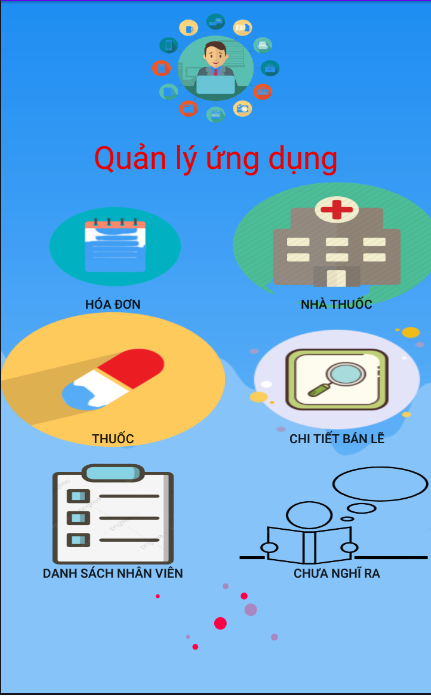 Quản lý ứng dụng
HÓA ĐƠN
NHÀ THUỐC
THUỐC
CHI TIẾT BÁN LẼ
DANH SÁCH NHÂN VIÊN
CHƯA NGHĨ RA